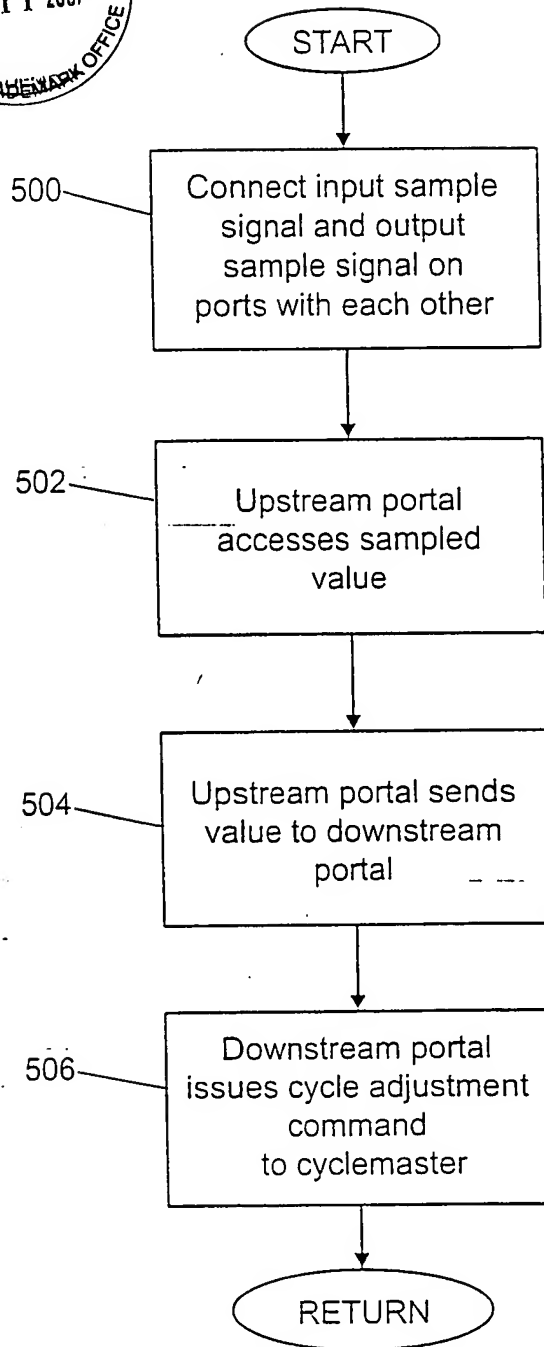 OFFICE
START
500
Connect input sample
signal and output
sample signal on
ports with each other
502
Upstream portal
accesses sampled
value
504
Upstream portal sends
value to downstream
portal
506
Downstream portal
issues cycle adjustment
command
to cyclemaster
RETURN